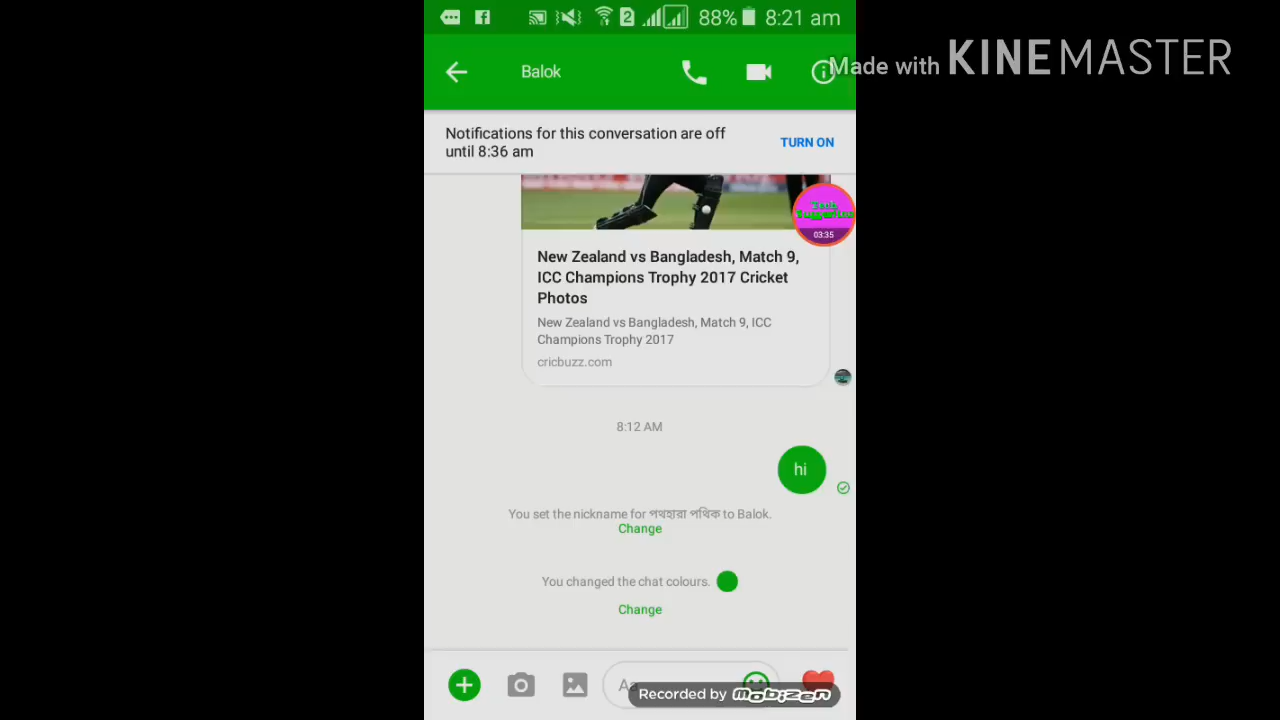 2 88% 8:21 am
Made with KINEMASTER
Balok
Notifications for this conversation are off
until 8:36 am
TURN ON
Tech
03:35
New Zealand vs Bangladesh, Match 9,
ICC Champions Trophy 2017 Cricket
Photos
New Zealand vs Bangladesh, Match 9, ICC
Champions Trophy 2017
cricbuzz.com
8:12 AM
hi
You set the nickname for পথহারা পথিক to Balok.
Change
You changed the chat colours.
Change
Recorded by mobizen